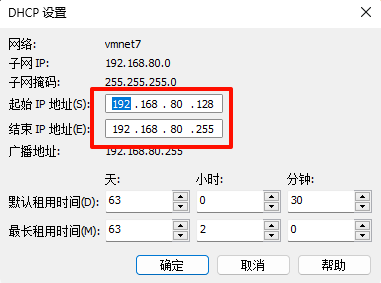 DHCP 设置
网络: vmnet7
子网 IP: 192.168.80.0
子网掩码: 255.255.255.0
起始 IP 地址(S): 192 . 168 . 80 . 128
结束 IP 地址(E): 192 . 168 . 80 . 255
广播地址: 192.168.80.255
天: 小时: 分钟:
默认租用时间(D): 63 0 30
最长租用时间(M): 63 2 0
确定 取消 帮助